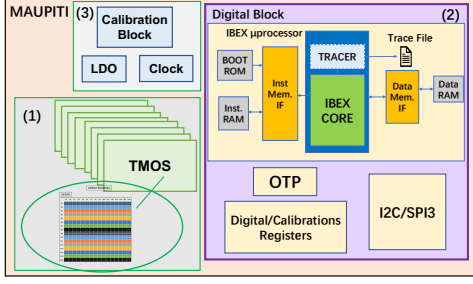 MAUPITI
(3)
Calibration
Block
LDO
Clock
(1)
TMOS
Digital Block
(2)
IBEX µprocessor
BOOT
ROM
Inst.
RAM
Inst
Mem.
IF
TRACER
IBEX
CORE
Trace File
Data
Mem.
IF
Data
RAM
OTP
Digital/Calibrations
Registers
I2C/SPI3